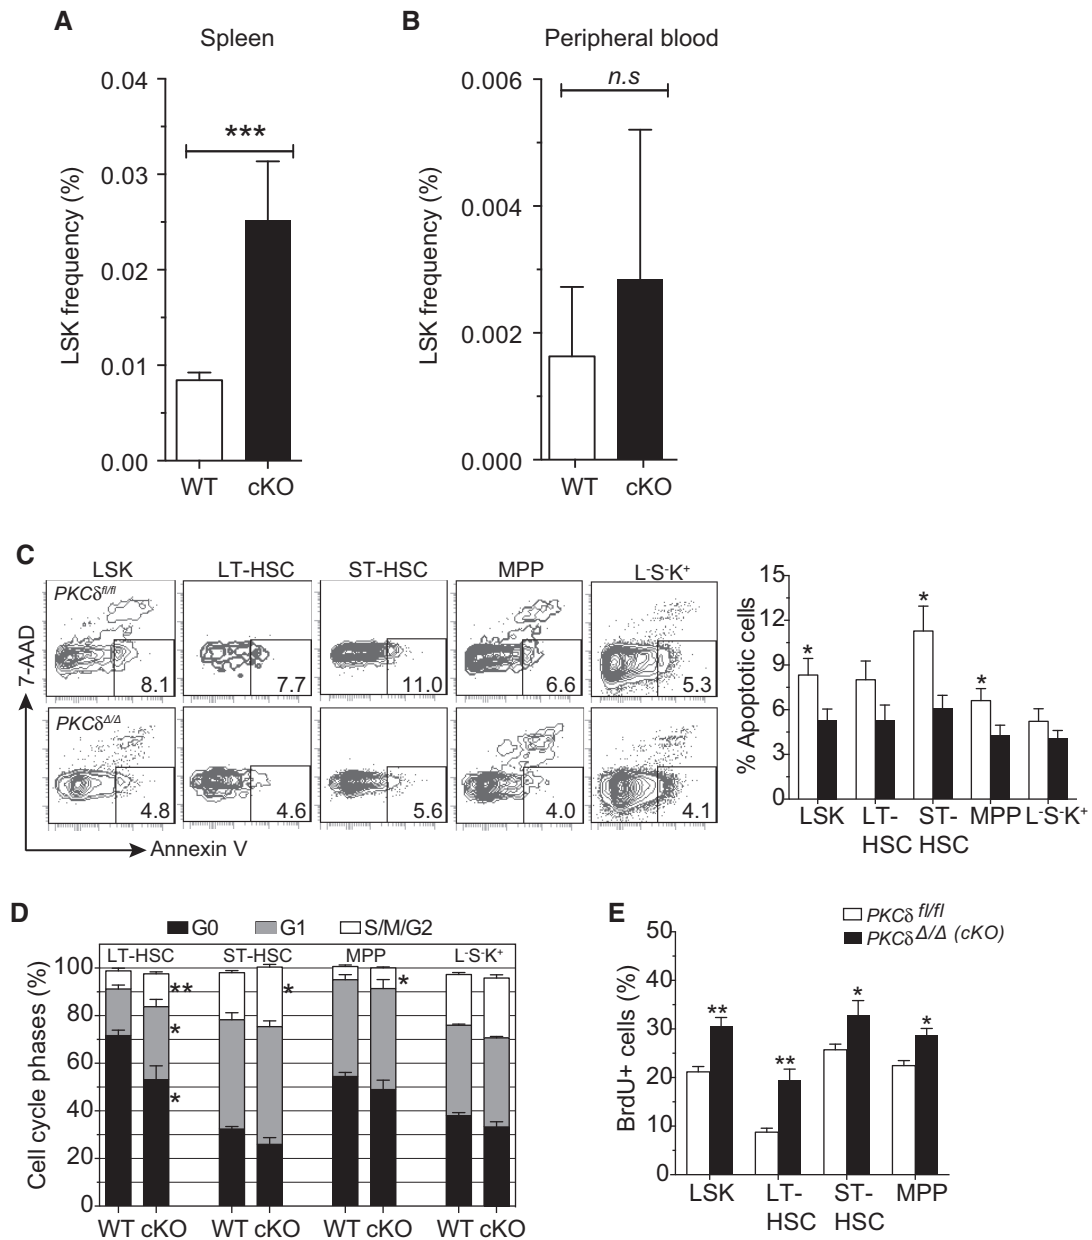 A
Spleen
0.04
0.03
0.02
0.01
0.00
LSK frequency (%)
***
WT
cKO
B
Peripheral blood
0.006
0.004
0.002
0.000
LSK frequency (%)
n.s
WT
cKO
C
LSK
LT-HSC
ST-HSC
MPP
L-S-K+
PKCδfl/fl
8.1
7.7
11.0
6.6
5.3
PKCδΔ/Δ
4.8
4.6
5.6
4.0
4.1
7-AAD
Annexin V
% Apoptotic cells
15
12
9
6
3
0
*
*
*
LSK
LT-HSC
ST-HSC
MPP
L-S-K+
D
G0
G1
S/M/G2
LT-HSC
ST-HSC
MPP
L-S-K+
Cell cycle phases (%)
100
80
60
40
20
0
**
*
*
*
*
WT cKO
WT cKO
WT cKO
WT cKO
E
PKCδ fl/fl
PKCδ Δ/Δ (cKO)
BrdU+ cells (%)
50
40
30
20
10
0
**
**
*
*
LSK
LT-HSC
ST-HSC
MPP